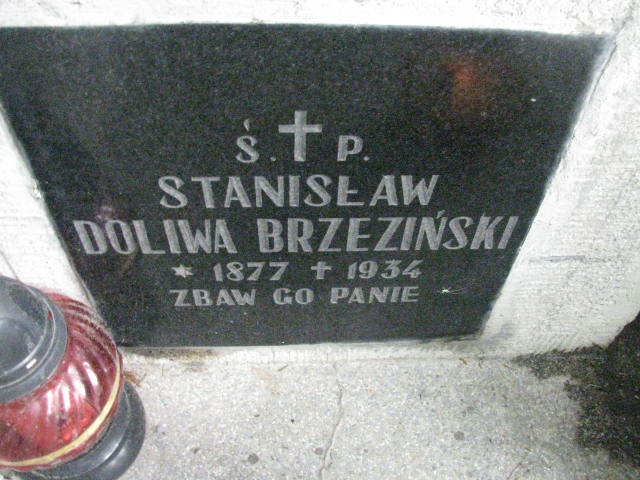 Ś. ✝ P.
STANISŁAW
DOLIWA BRZEZIŃSKI
* 1877 ✝ 1934
ZBAW GO PANIE